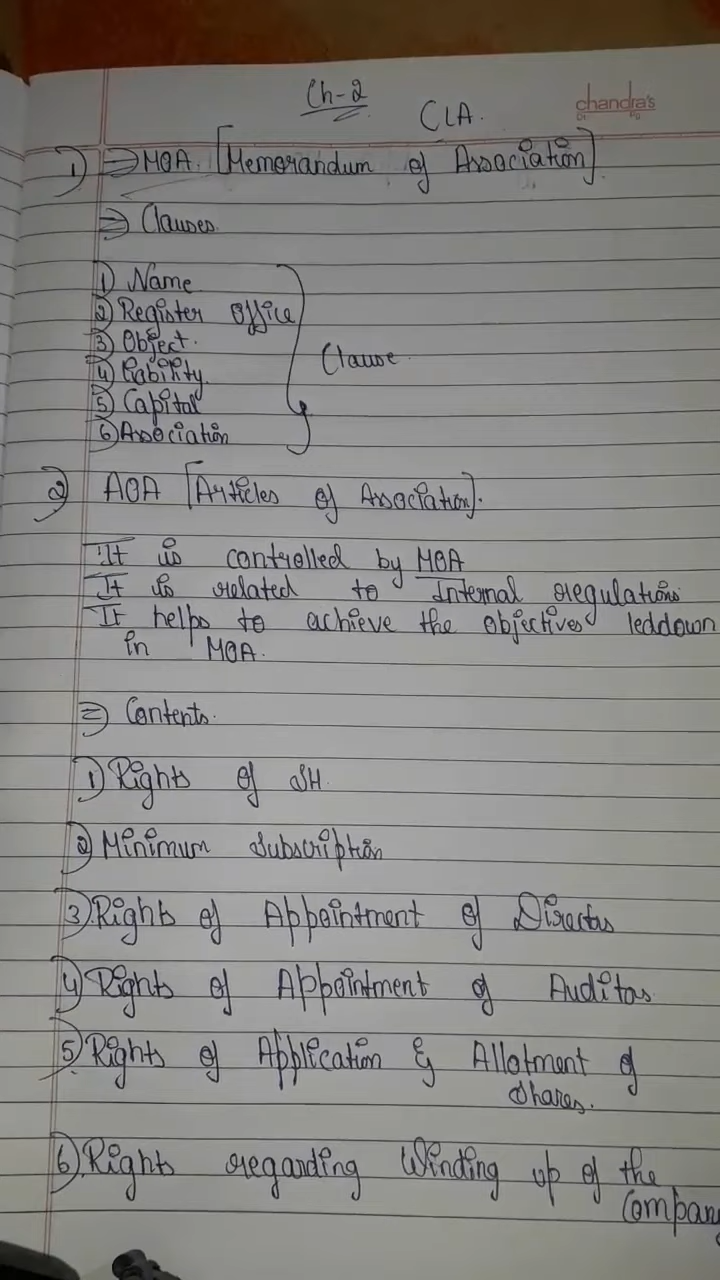 Ch-2
CLA.
chandra's
Dt. Pg
1) ⇒ MOA. [Memorandum of Association].
⇒ Clauses.
1) Name
2) Register office
3) Object.
4) Liability.
5) Capital
6) Association
Clause.
2) AOA [Articles of Association].
It is controlled by MOA
It is related to Internal regulations
It helps to achieve the objectives leddown
in MOA.
⇒ Contents.
1) Rights of SH.
2) Minimum Subscription
3) Rights of Appointment of Directors
4) Rights of Appointment of Auditors
5) Rights of Application & Allotment of
Shares.
6) Rights regarding Winding up of the
Company